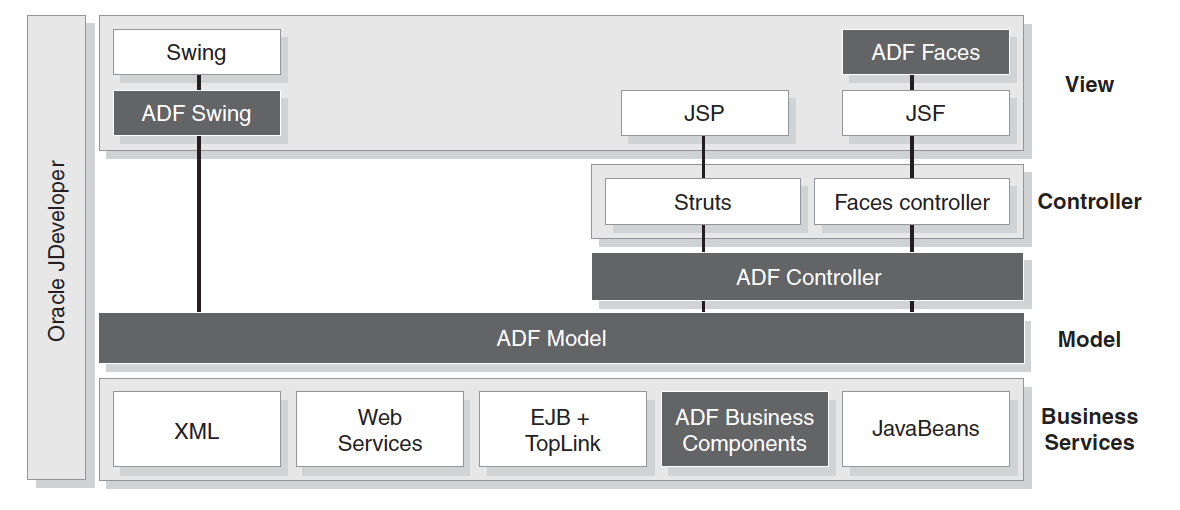 Oracle JDeveloper
Swing
ADF Faces
View
ADF Swing
JSP
JSF
Struts
Faces controller
Controller
ADF Controller
ADF Model
Model
XML
Web
Services
EJB +
TopLink
ADF Business
Components
JavaBeans
Business
Services